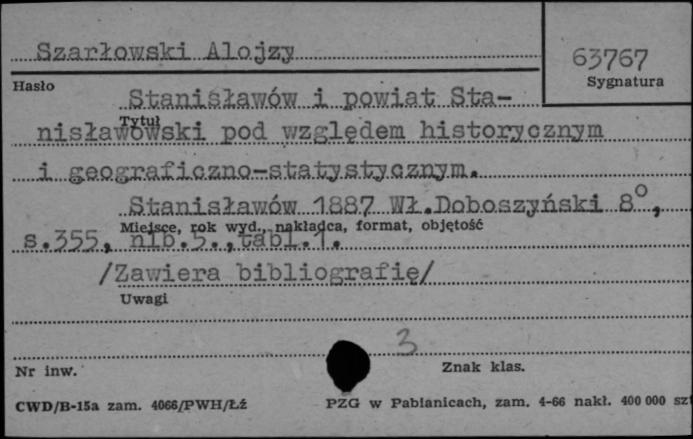 Szarłowski Alojzy
63767
Hasło
Sygnatura
Stanisławów i powiat Sta-
Tytuł
nisławowski pod względem historycznym
i geograficzno-statystycznym.
Stanisławów 1887 Wł.Doboszyński 8°,
Miejsce, rok wyd., nakładca, format, objętość
s.355, nlb.5.,tabl.1.
/Zawiera bibliografię/
Uwagi
3
Nr inw.
Znak klas.
CWD/B-15a zam. 4066/PWH/Łź
PZG w Pabianicach, zam. 4-66 nakł. 400 000 szt